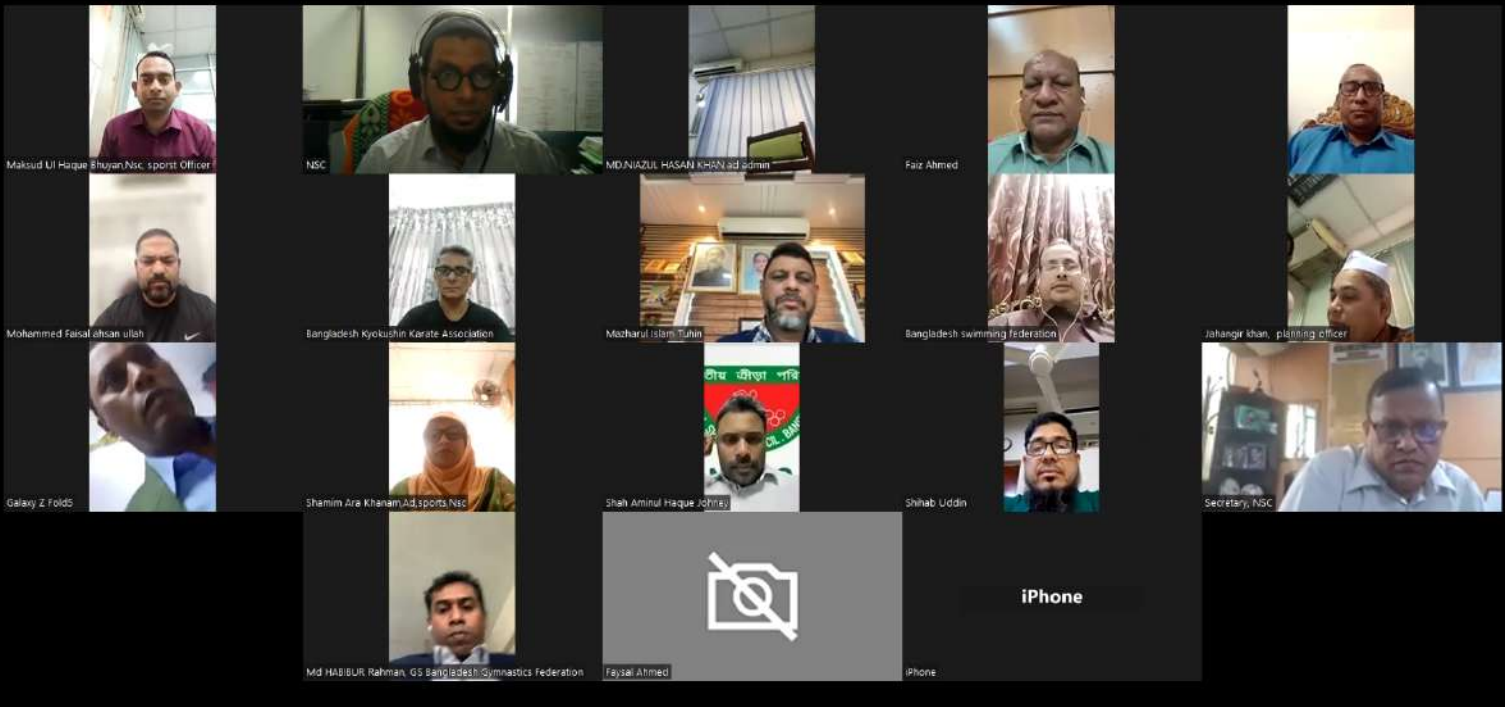 Maksud Ul Haque Bhuyan,Nsc, sporst Officer
NSC
MD.NIAZUL HASAN KHAN ad admin
Faiz Ahmed
Mohammed Faisal ahsan ullah
Bangladesh Kyokushin Karate Association
Mazharul Islam Tuhin
Bangladesh swimming federation
Jahangir khan, planning officer
Galaxy Z Fold5
Shamim Ara Khanam,Ad,sports,Nsc
তীয় ক্রীড়া পরি
CIL. BAN
Shah Aminul Haque Johney
Shihab Uddin
Secretary, NSC
Md HABIBUR Rahman, GS Bangladesh Gymnastics Federation
Faysal Ahmed
iPhone
iPhone